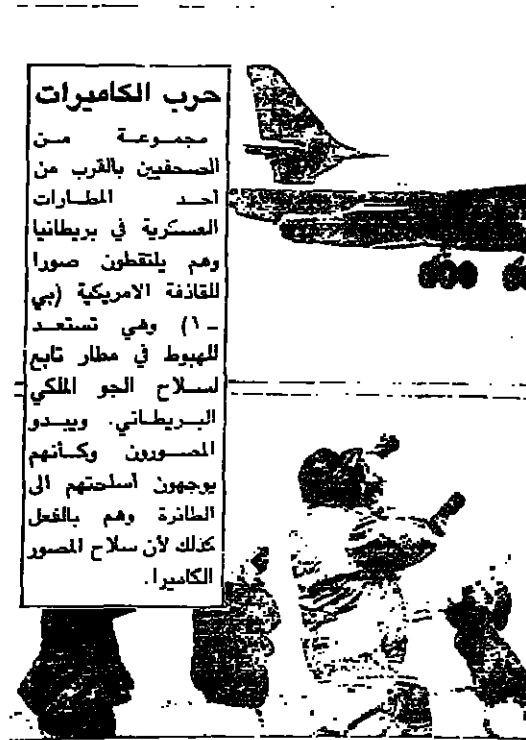 حرب الكاميرات
مجموعة من
الصحفيين بالقرب من
أحد المطارات
العسكرية في بريطانيا
وهم يلتقطون صورا
للقاذفة الامريكية (بي
ـ ١) وهي تستعد
للهبوط في مطار تابع
لسلاح الجو الملكي
البريطاني. ويبدو
المصورون وكأنهم
يوجهون أسلحتهم الى
الطائرة وهم بالفعل
كذلك لأن سلاح المصور
الكاميرا.